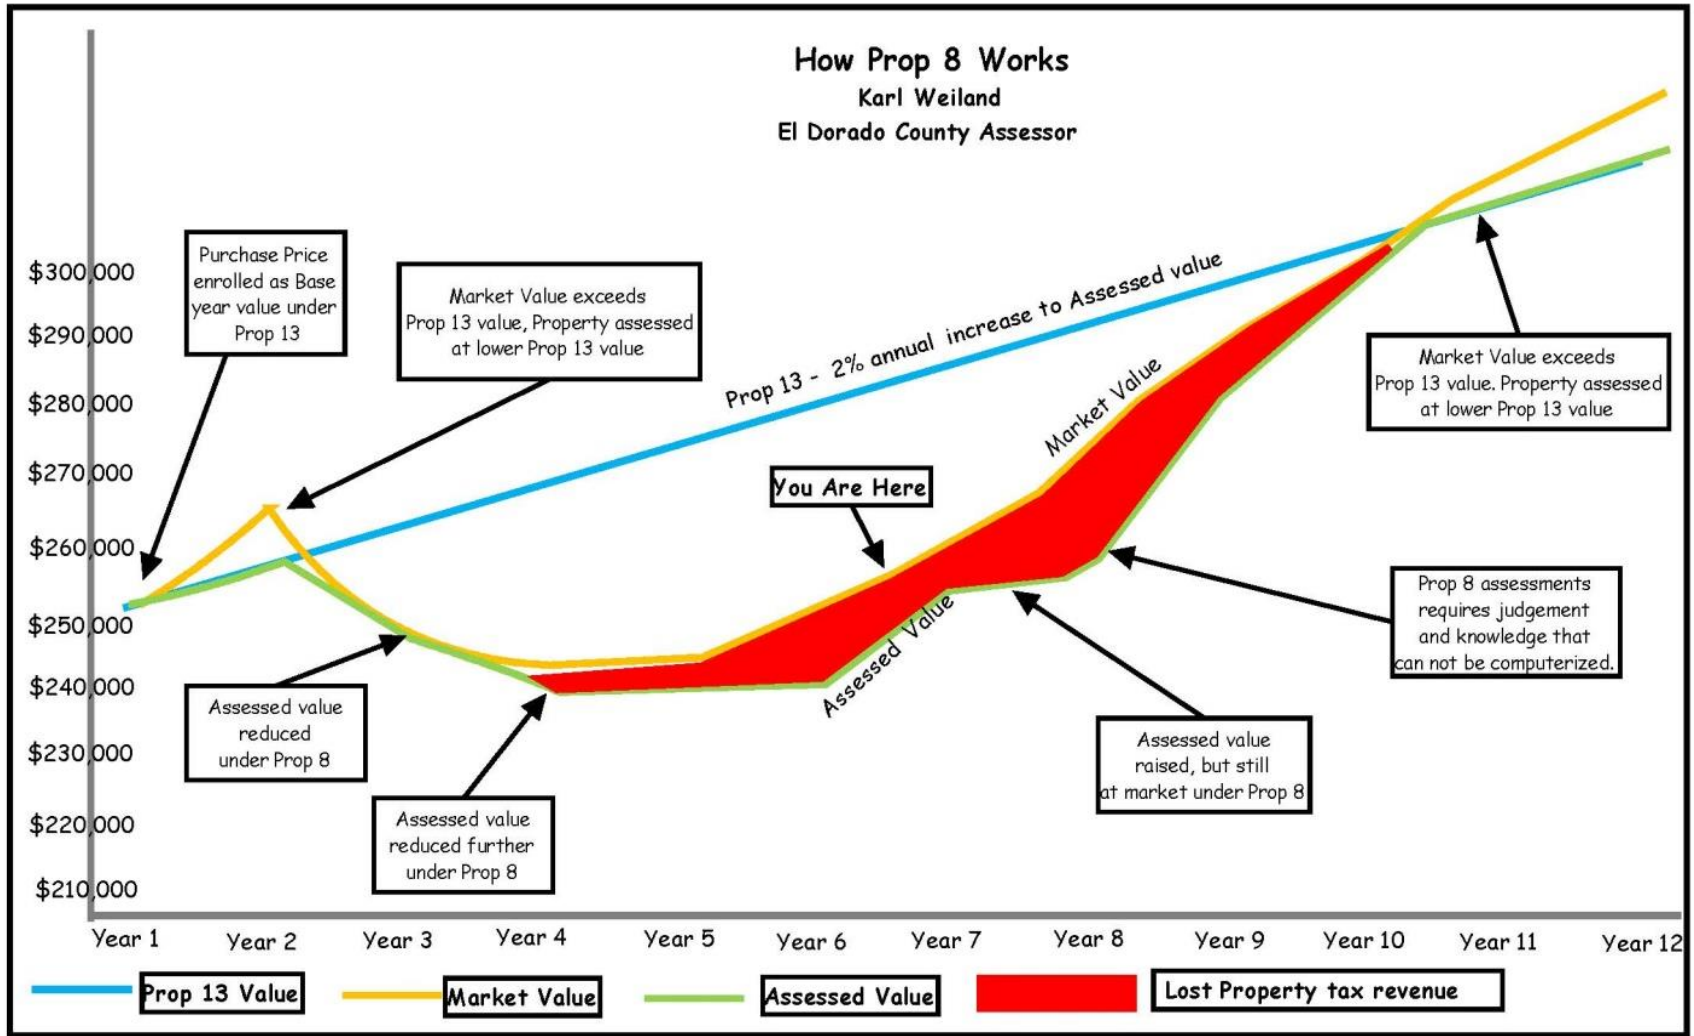 How Prop 8 Works
Karl Weiland
El Dorado County Assessor
Purchase Price
enrolled as Base
year value under
Prop 13
Market Value exceeds
Prop 13 value, Property assessed
at lower Prop 13 value
$300,000
$290,000
$280,000
$270,000
$260,000
$250,000
$240,000
$230,000
$220,000
$210,000
Prop 13 - 2% annual increase to Assessed value
Market Value
Market Value exceeds
Prop 13 value. Property assessed
at lower Prop 13 value
You Are Here
Assessed Value
Prop 8 assessments
requires judgement
and knowledge that
can not be computerized.
Assessed value
reduced
under Prop 8
Assessed value
raised, but still
at market under Prop 8
Assessed value
reduced further
under Prop 8
Year 1
Year 2
Year 3
Year 4
Year 5
Year 6
Year 7
Year 8
Year 9
Year 10
Year 11
Year 12
Prop 13 Value
Market Value
Assessed Value
Lost Property tax revenue